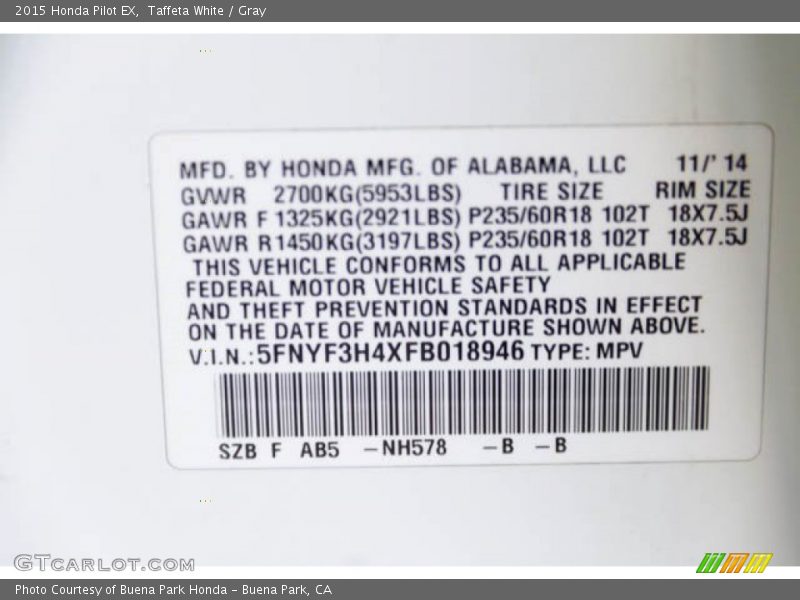 2015 Honda Pilot EX,  Taffeta White / Gray
MFD. BY HONDA MFG. OF ALABAMA, LLC 11/' 14
GVWR 2700KG(5953LBS) TIRE SIZE RIM SIZE
GAWR F 1325KG(2921LBS) P235/60R18 102T 18X7.5J
GAWR R 1450KG(3197LBS) P235/60R18 102T 18X7.5J
THIS VEHICLE CONFORMS TO ALL APPLICABLE
FEDERAL MOTOR VEHICLE SAFETY
AND THEFT PREVENTION STANDARDS IN EFFECT
ON THE DATE OF MANUFACTURE SHOWN ABOVE.
V.I.N.: 5FNYF3H4XFB018946 TYPE: MPV
SZB F AB5 –NH578 –B –B
GTCARLOT.COM
Photo Courtesy of Buena Park Honda - Buena Park, CA